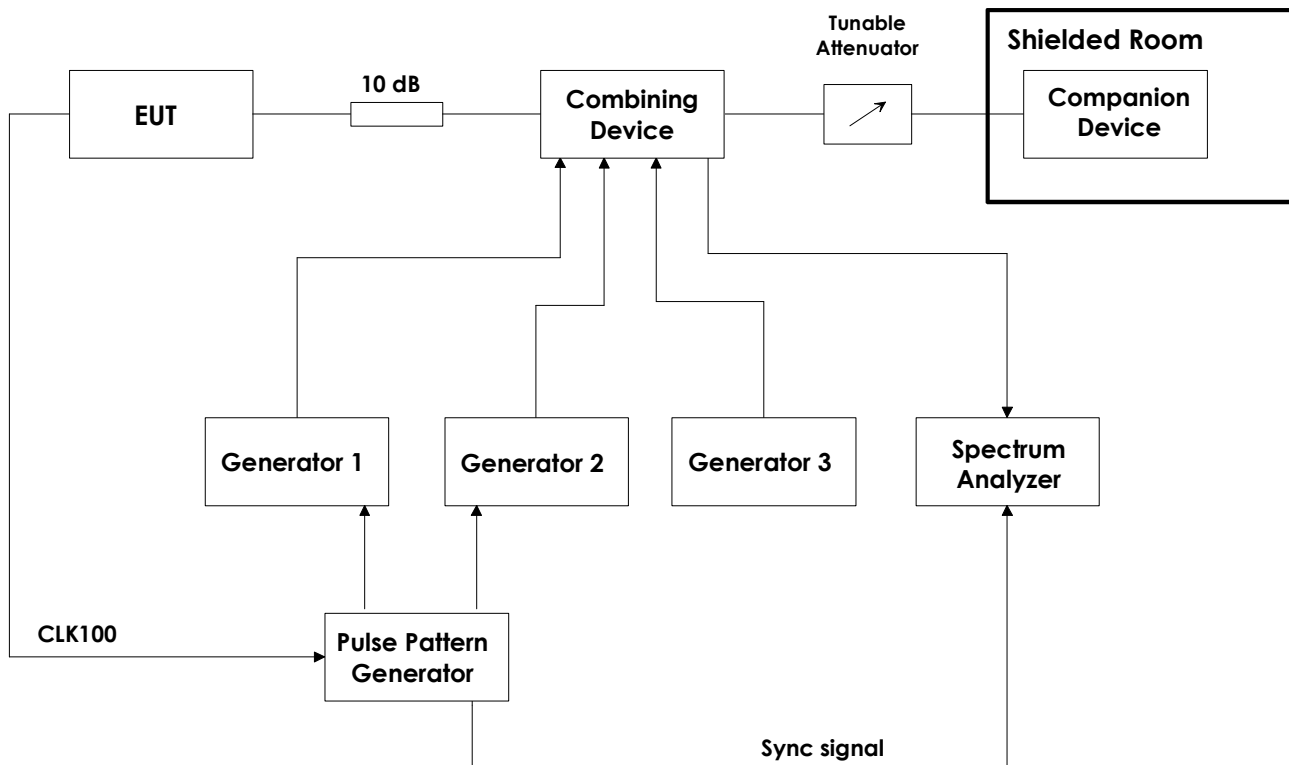 Tunable
Attenuator
Shielded Room
EUT
10 dB
Combining
Device
Companion
Device
Generator 1
Generator 2
Generator 3
Spectrum
Analyzer
CLK100
Pulse Pattern
Generator
Sync signal